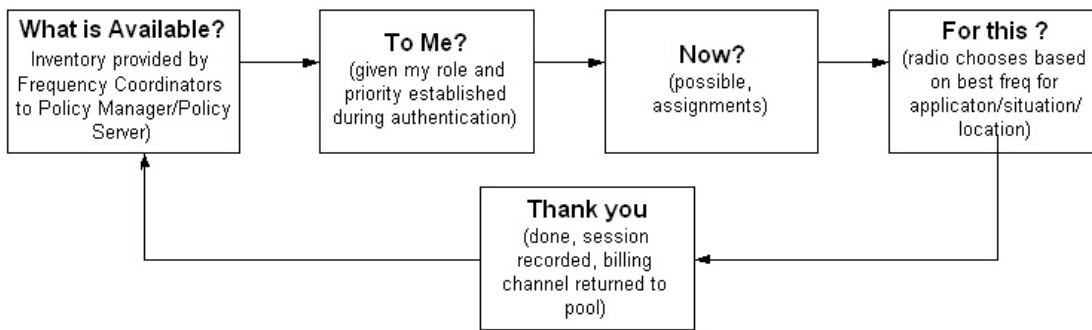 What is Available?
Inventory provided by
Frequency Coordinators
to Policy Manager/Policy
Server)
To Me?
(given my role and
priority established
during authentication)
Now?
(possible,
assignments)
For this ?
(radio chooses based
on best freq for
applicaton/situation/
location)
Thank you
(done, session
recorded, billing
channel returned to
pool)